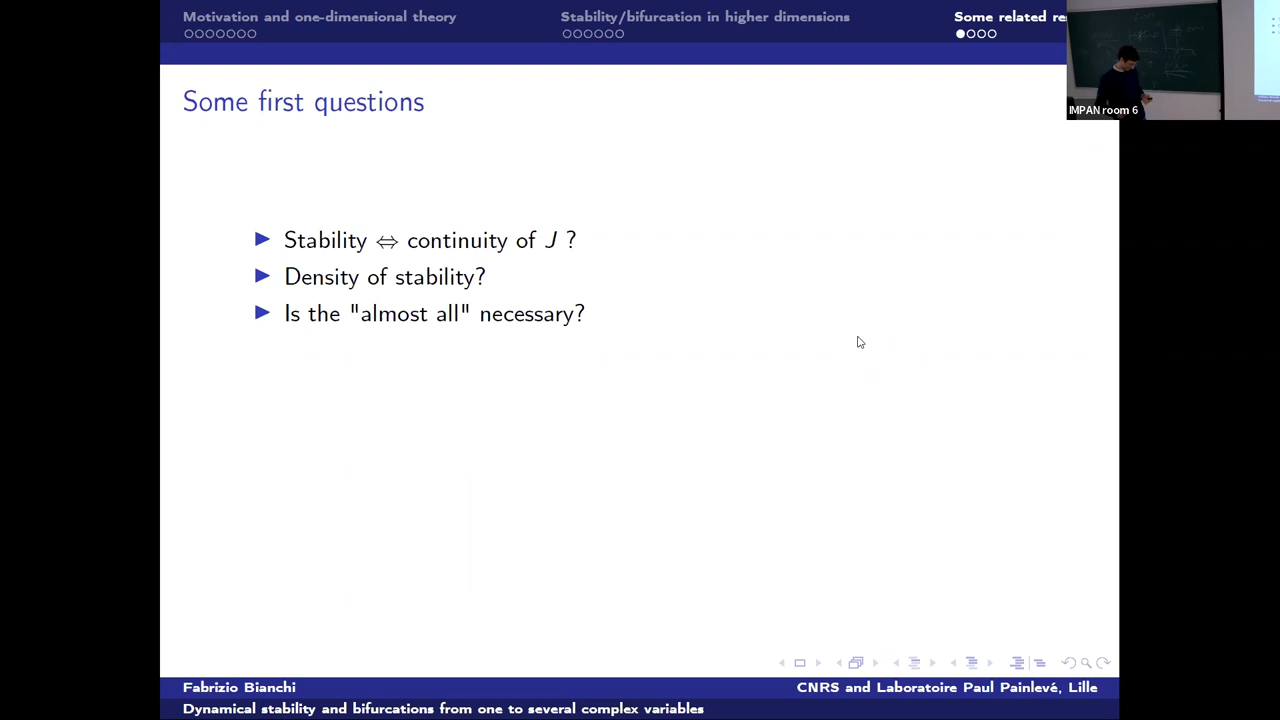 Motivation and one-dimensional theory
Stability/bifurcation in higher dimensions
Some related re
IMPAN room 6
Some first questions
Stability ⇔ continuity of J ?
Density of stability?
Is the "almost all" necessary?
Fabrizio Bianchi
CNRS and Laboratoire Paul Painlevé, Lille
Dynamical stability and bifurcations from one to several complex variables